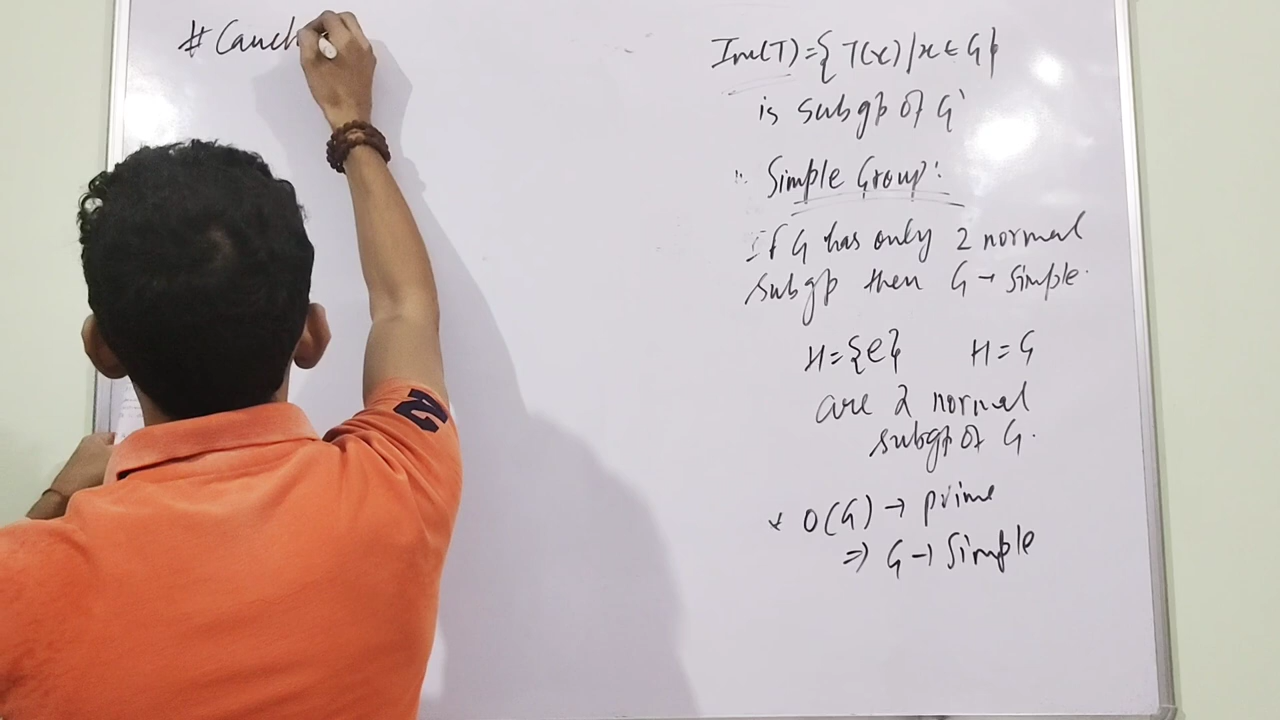 # Cauch
Im(T) = { T(x) | x ∈ G }
is subgp of G'
Simple Group:
If G has only 2 normal
subgp then G → Simple.
H = {e} H = G
are 2 normal
subgp of G.
* O(G) → prime
⇒ G → Simple
2